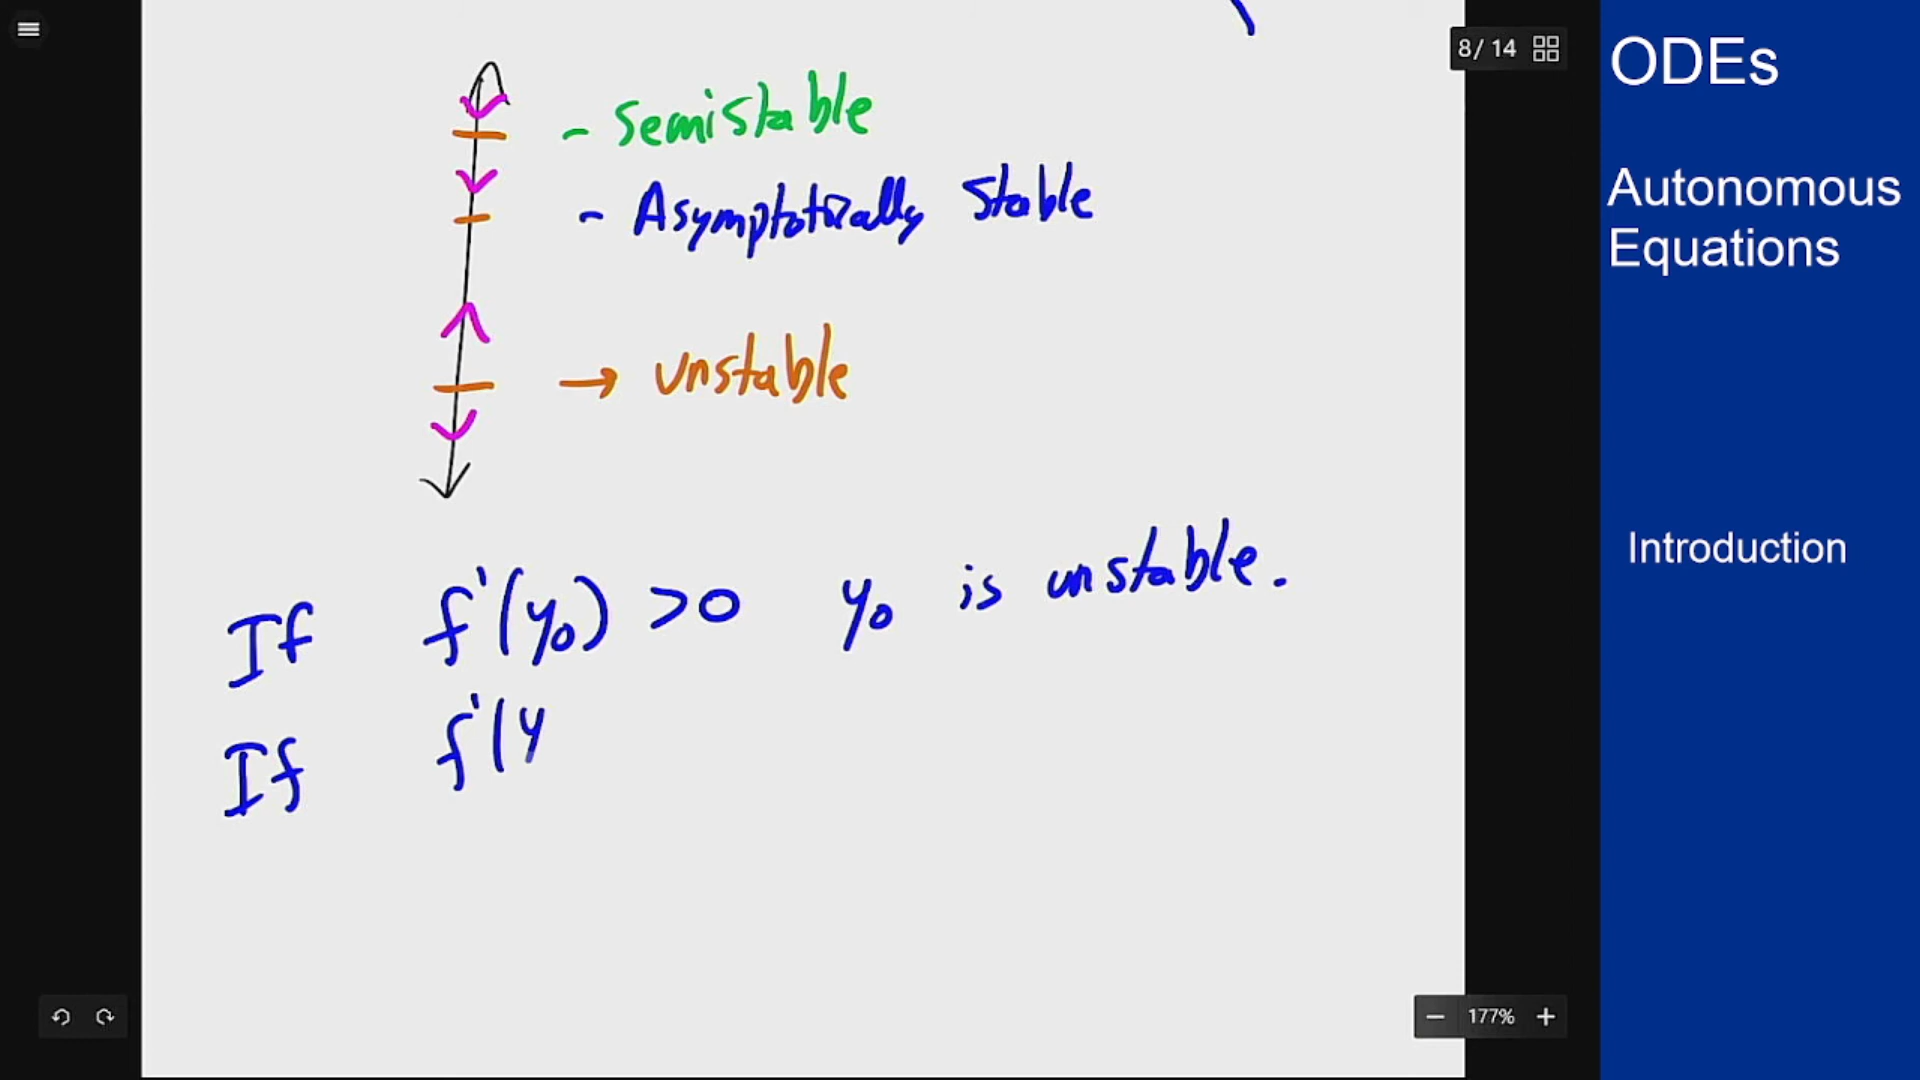 8/ 14
ODEs
Autonomous
Equations
Introduction
- semistable
- Asymptotically Stable
→ unstable
If f'(y₀) >0 y₀ is unstable.
If f'(y
177%